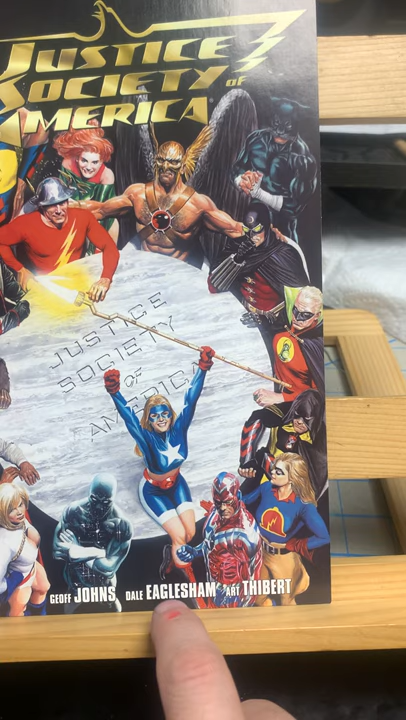 JUSTICE
SOCIETY OF
AMERICA
JUSTICE
SOCIETY
OF
AMERICA
GEOFF JOHNS DALE EAGLESHAM ART THIBERT